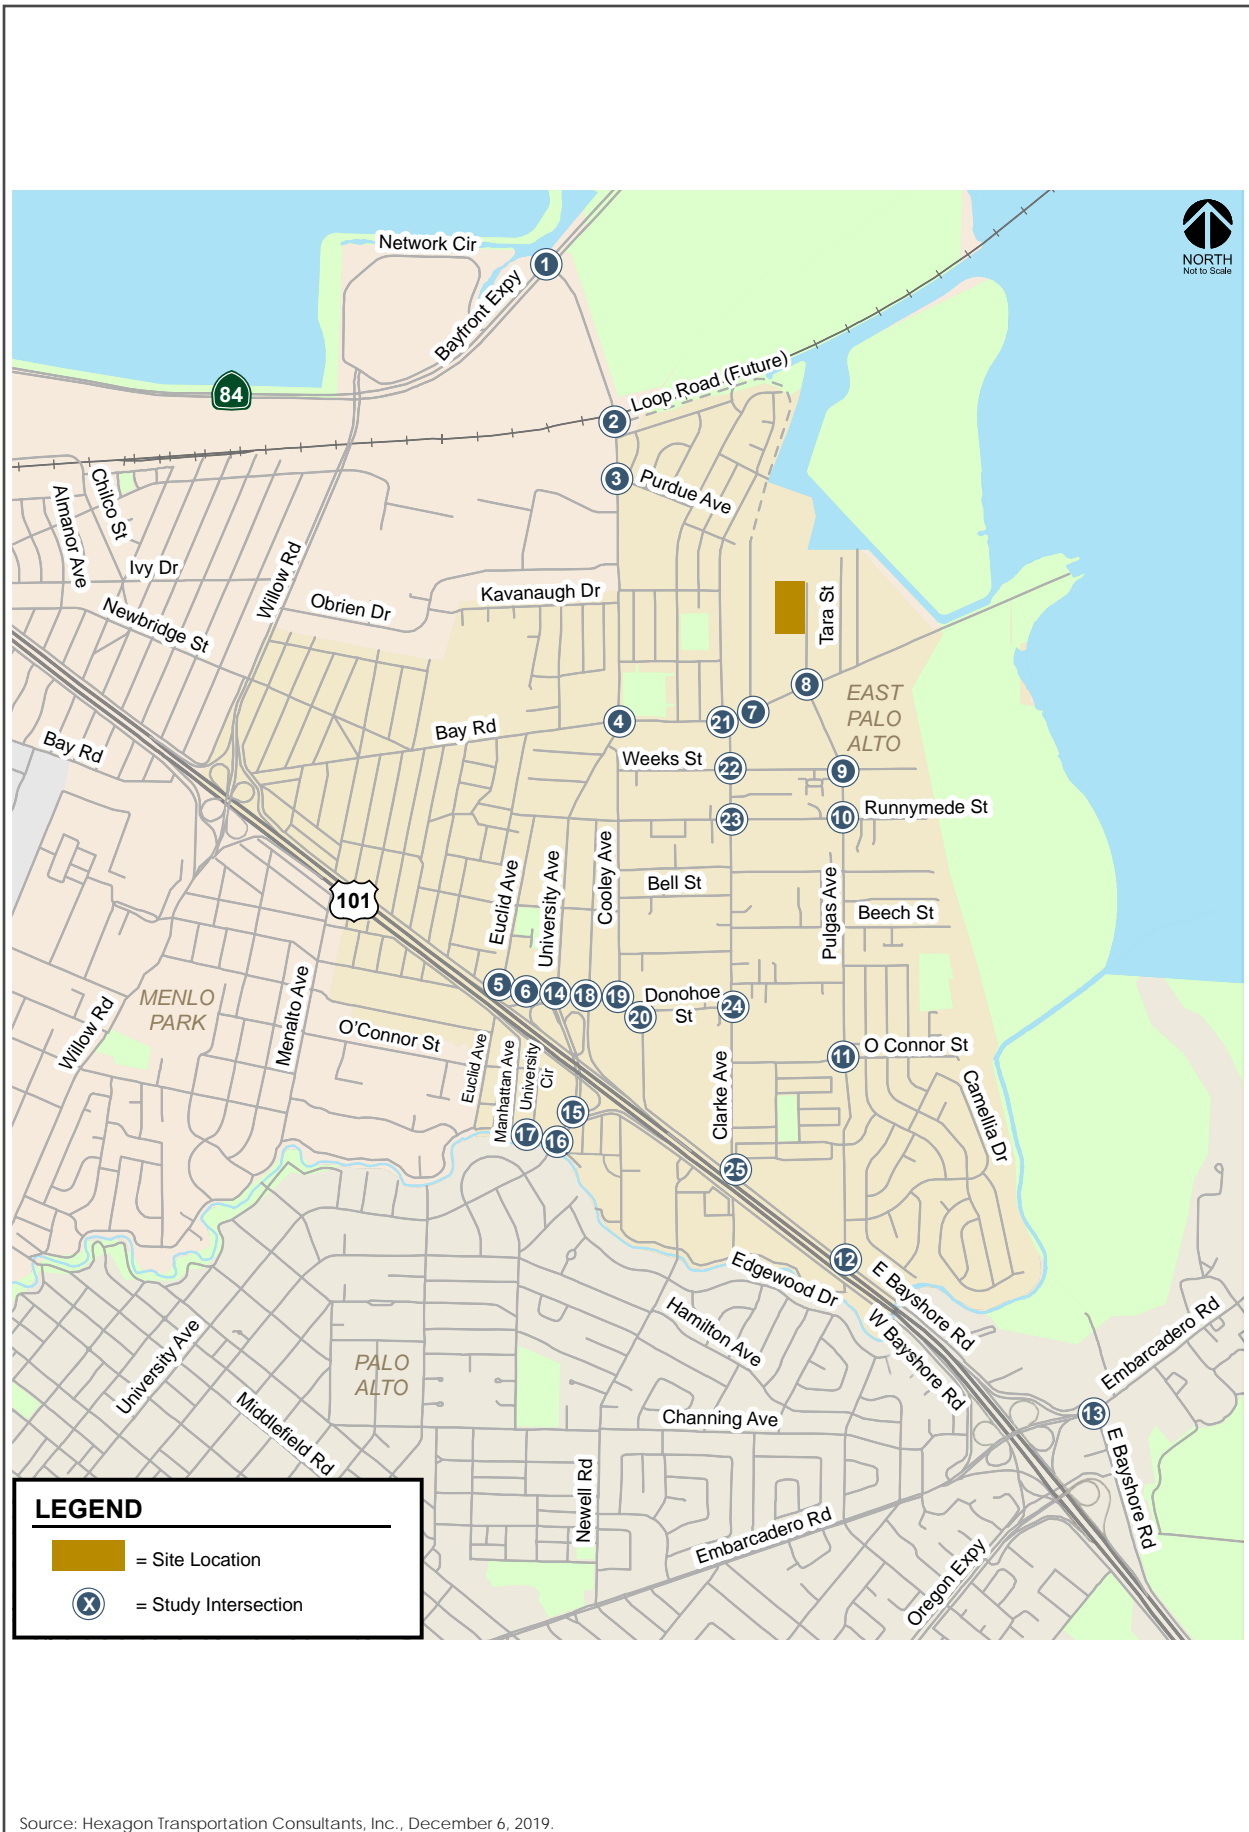 Network Cir
1
Bayfront Expy
NORTH
Not to Scale
84
Loop Road (Future)
2
3
Purdue Ave
Chilco St
Almanor Ave
Ivy Dr
Willow Rd
Newbridge St
Obrien Dr
Kavanaugh Dr
Tara St
8
EAST
PALO
ALTO
7
21
4
Bay Rd
Bay Rd
Weeks St
22
9
23
10
Runnymede St
Euclid Ave
University Ave
Cooley Ave
Bell St
Pulgas Ave
Beech St
101
5
6
14
18
19
20
Donohoe
St
24
MENLO
PARK
Willow Rd
Menalto Ave
O'Connor St
Euclid Ave
Manhattan Ave
University
Cir
11
O Connor St
Camellia Dr
Clarke Ave
15
17
16
25
12
E Bayshore Rd
Edgewood Dr
W Bayshore Rd
Hamilton Ave
Embarcadero Rd
University Ave
PALO
ALTO
Middlefield Rd
Channing Ave
13
E Bayshore Rd
Newell Rd
Embarcadero Rd
Oregon Expy
LEGEND
= Site Location
X
= Study Intersection
Source: Hexagon Transportation Consultants, Inc., December 6, 2019.